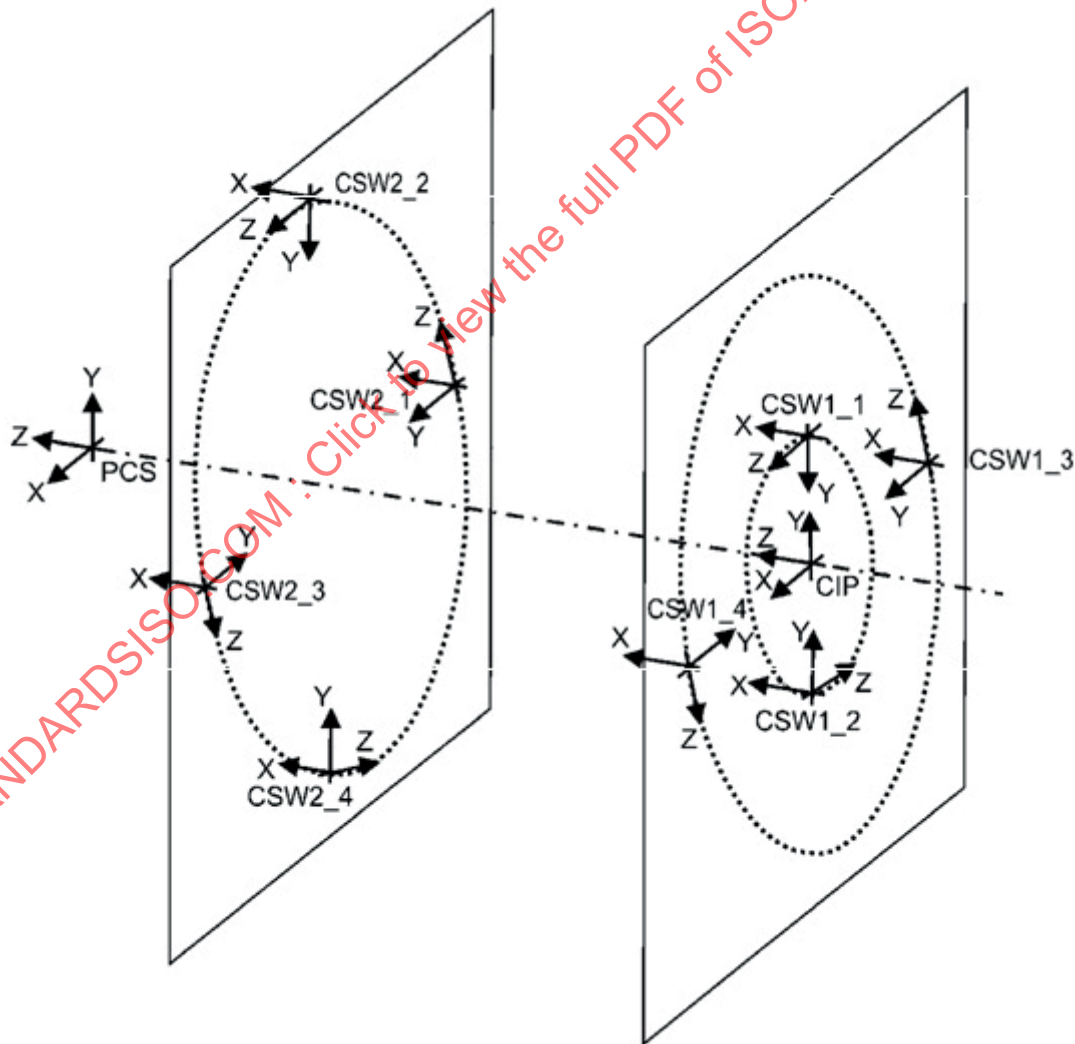 NDARDSISO.COM : Click to view the full PDF of ISO
X
CSW2_2
Z
Y
Z
X
CSW2_1
Y
Y
Z
PCS
X
Y
X
CSW2_3
Z
Y
X
Z
CSW2_4
CSW1_1
X
Z
Y
Z
X
CSW1_3
Y
Y
Z
X
CIP
CSW1_4
X
Y
Z
Y
X
Z
CSW1_2